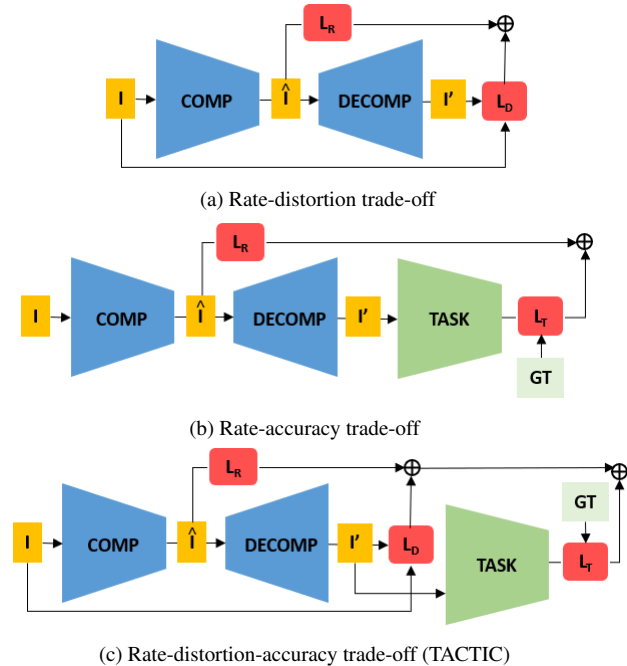 L_R
I COMP Î DECOMP I' L_D
(a) Rate-distortion trade-off
L_R
I COMP Î DECOMP I' TASK L_T
GT
(b) Rate-accuracy trade-off
L_R
GT
I COMP Î DECOMP I' L_D
TASK L_T
(c) Rate-distortion-accuracy trade-off (TACTIC)